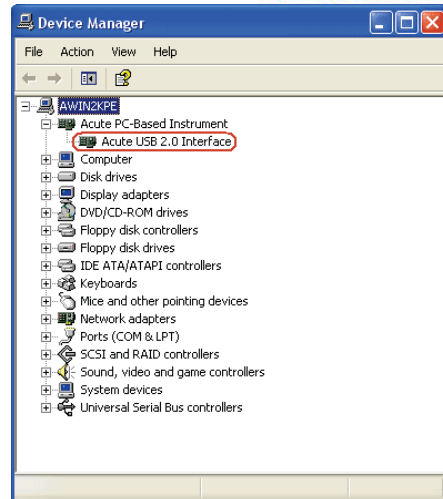 Device Manager
File Action View Help
AWIN2KPE
Acute PC-Based Instrument
Acute USB 2.0 Interface
Computer
Disk drives
Display adapters
DVD/CD-ROM drives
Floppy disk controllers
Floppy disk drives
IDE ATA/ATAPI controllers
Keyboards
Mice and other pointing devices
Network adapters
Ports (COM & LPT)
SCSI and RAID controllers
Sound, video and game controllers
System devices
Universal Serial Bus controllers